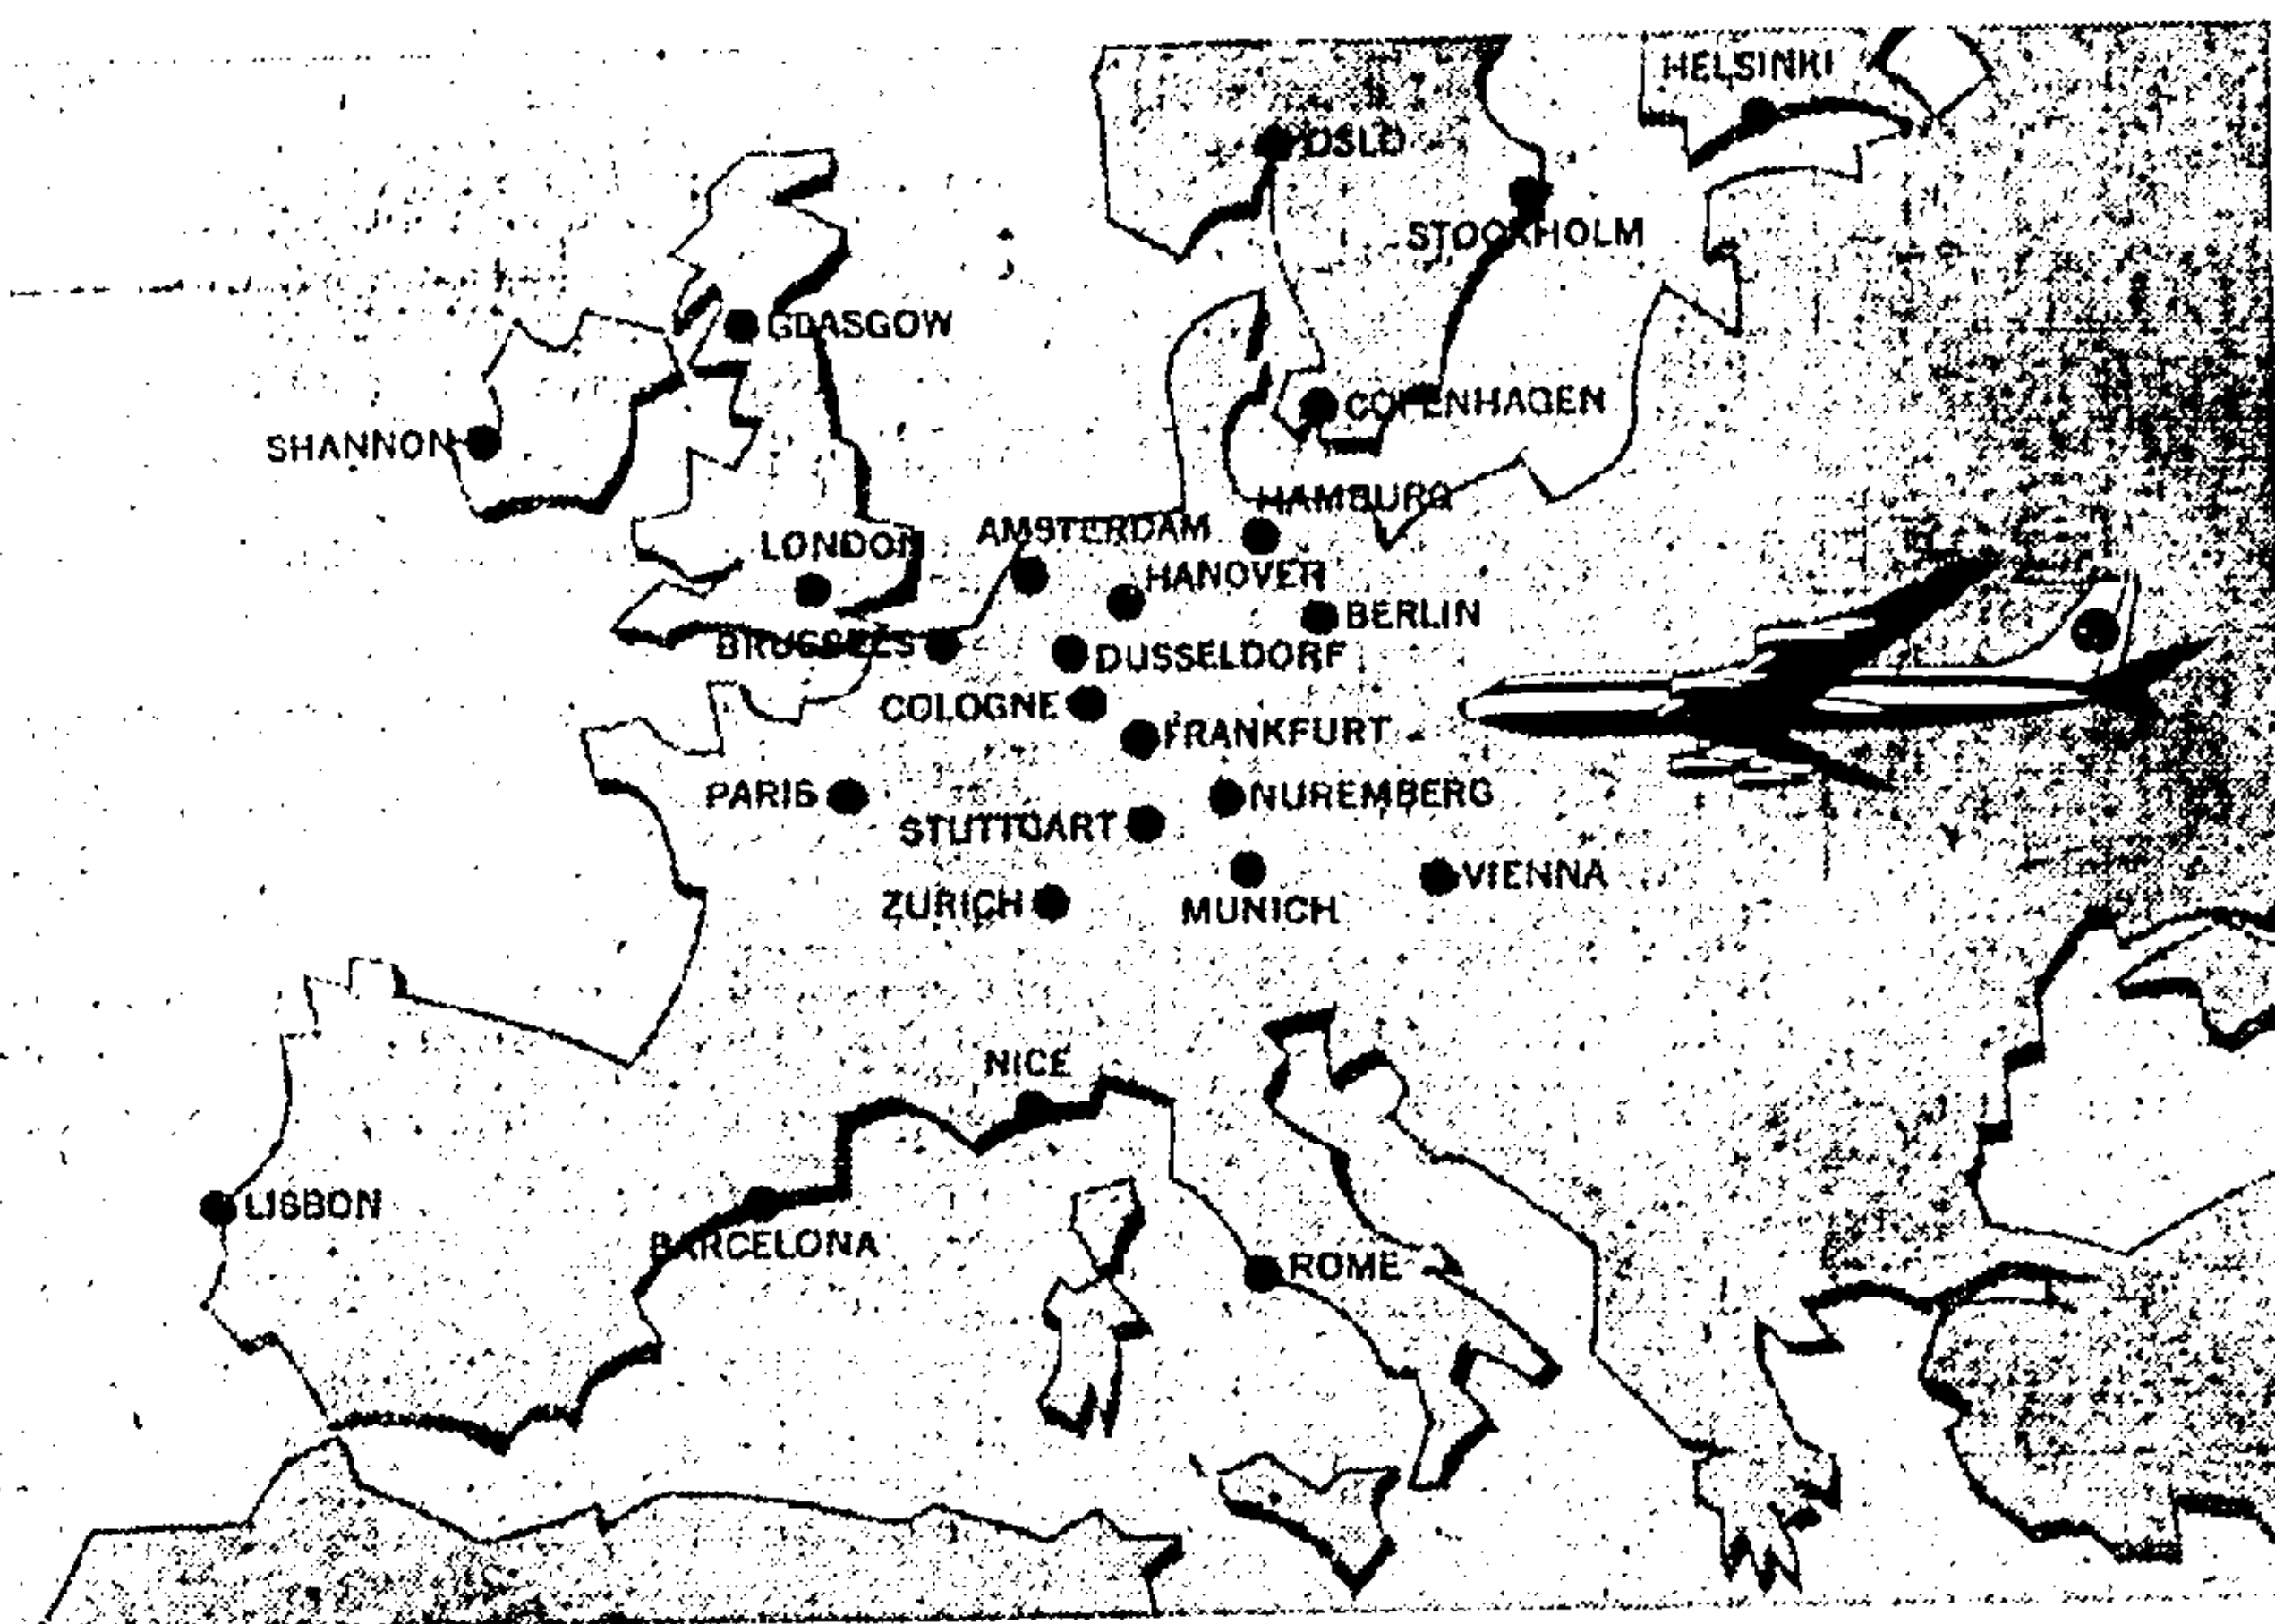 HELSINKI
OSLO
STOCKHOLM
GLASGOW
COPENHAGEN
SHANNON
HAMBURG
AMSTERDAM
LONDON
HANOVER
BERLIN
BRUSSELS
DUSSELDORF
COLOGNE
FRANKFURT
PARIS
NUREMBERG
STUTTGART
VIENNA
ZURICH
MUNICH
NICE
LISBON
BARCELONA
ROME